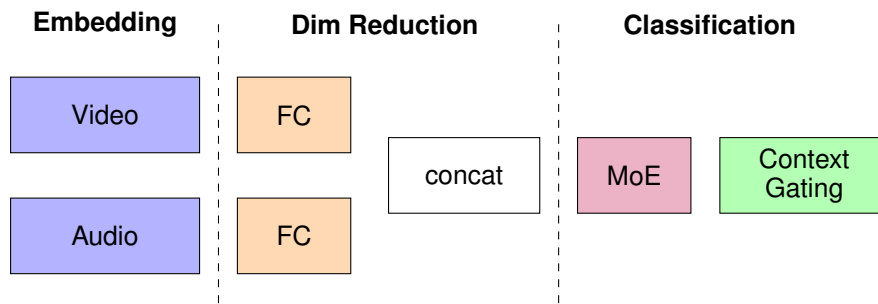 Embedding
Dim Reduction
Classification
Video
FC
concat
MoE
Context
Gating
Audio
FC